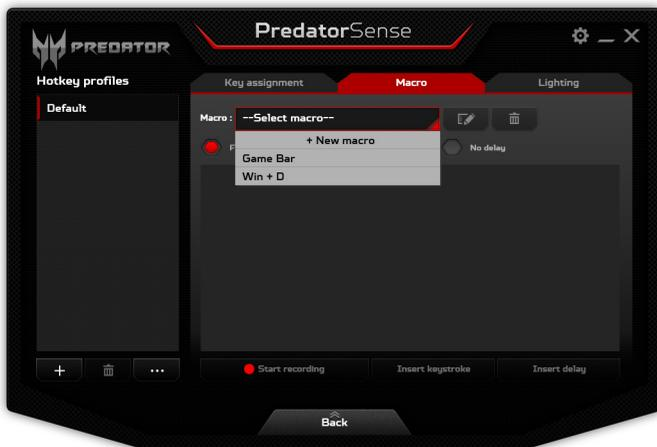 PredatorSense
PREDATOR
Hotkey profiles
Default
Key assignment
Macro
Lighting
Macro :
--Select macro--
+ New macro
Game Bar
Win + D
No delay
Start recording
Insert keystroke
Insert delay
Back